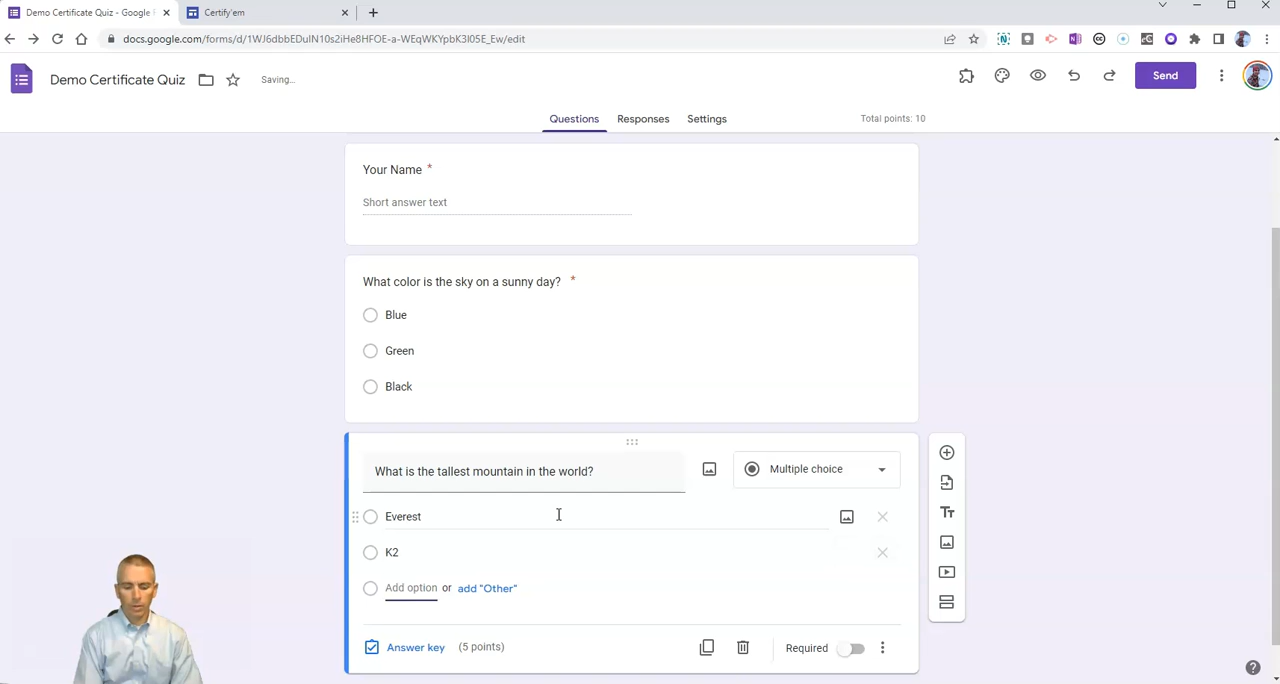 Demo Certificate Quiz - Google F
Certify'em
docs.google.com/forms/d/1WJ6dbbEDulN10s2iHe8HFOE-a-WEqWKYpbK3l05E_Ew/edit
Demo Certificate Quiz
Saving...
Send
Questions
Responses
Settings
Total points: 10
Your Name *
Short answer text
What color is the sky on a sunny day? *
Blue
Green
Black
What is the tallest mountain in the world?
Multiple choice
Everest
K2
Add option or add "Other"
Answer key (5 points)
Required